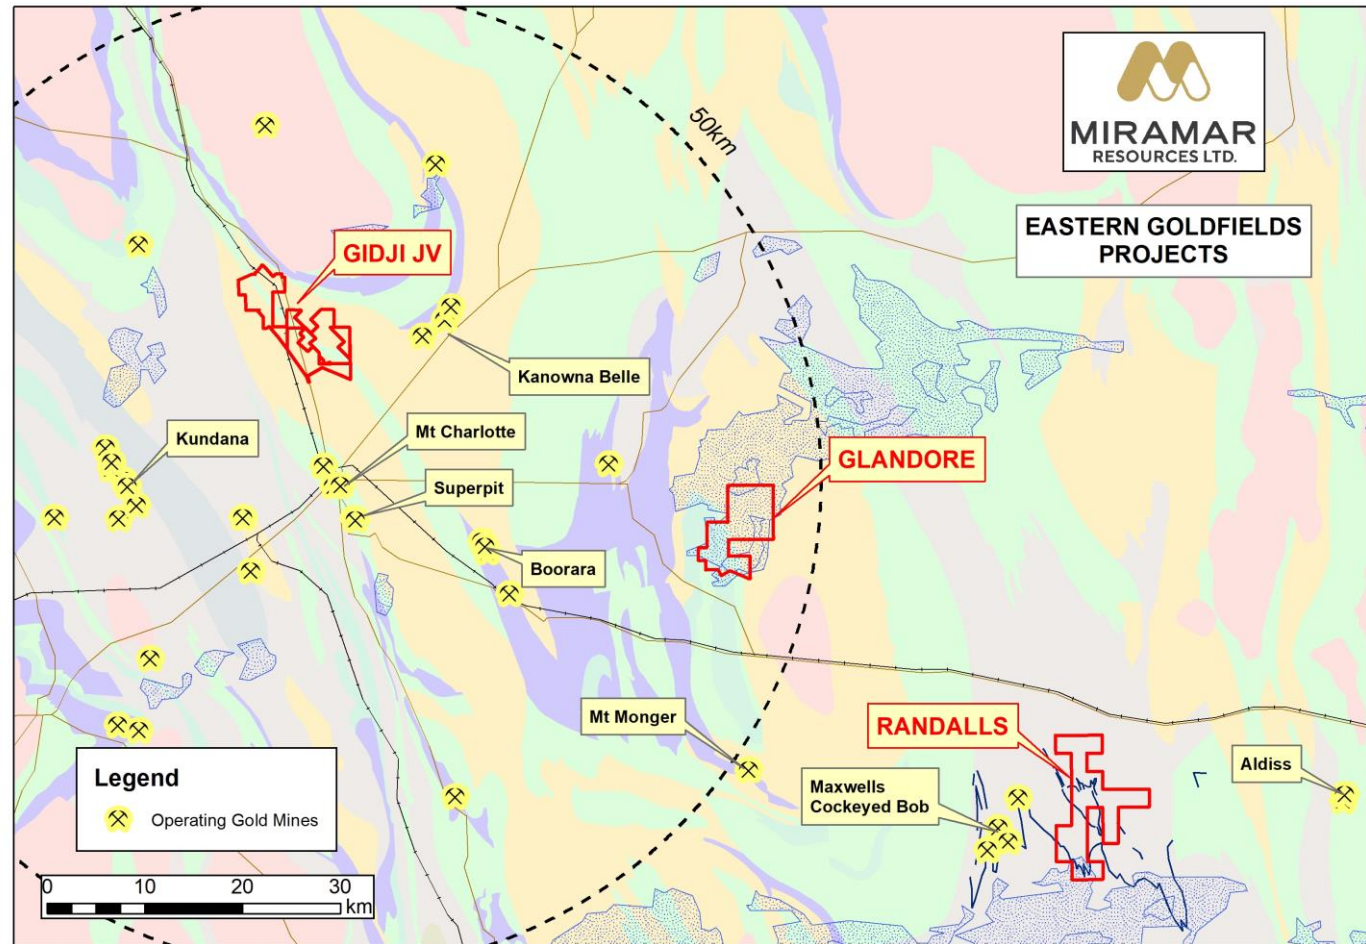 50km
MIRAMAR
RESOURCES LTD.
EASTERN GOLDFIELDS
PROJECTS
GIDJI JV
Kanowna Belle
Kundana
Mt Charlotte
GLANDORE
Superpit
Boorara
Mt Monger
RANDALLS
Aldiss
Maxwells
Cockeyed Bob
Legend
Operating Gold Mines
0 10 20 30
km